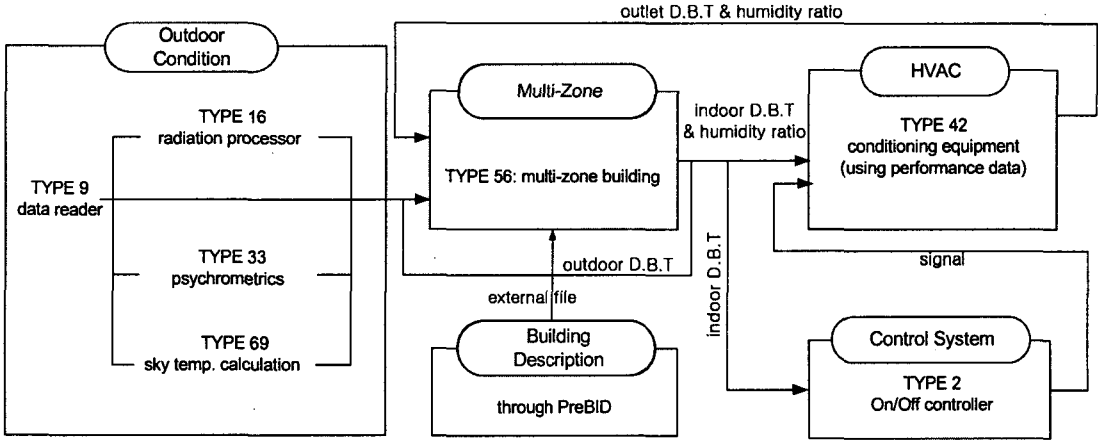 outlet D.B.T & humidity ratio
Outdoor
Condition
TYPE 16
radiation processor
TYPE 9
data reader
TYPE 33
psychrometrics
TYPE 69
sky temp. calculation
Multi-Zone
TYPE 56: multi-zone building
indoor D.B.T
& humidity ratio
HVAC
TYPE 42
conditioning equipment
(using performance data)
outdoor D.B.T
indoor D.B.T
signal
external file
Building
Description
through PreBID
Control System
TYPE 2
On/Off controller